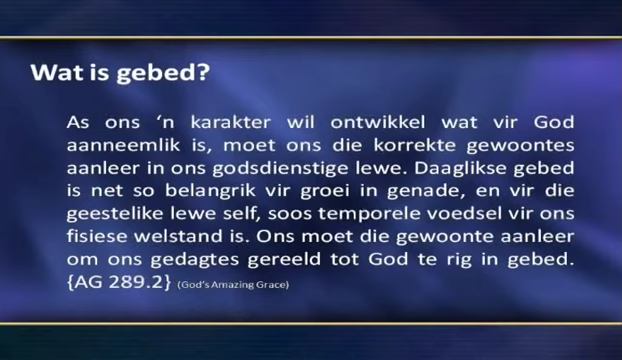 Wat is gebed?
As ons ‘n karakter wil ontwikkel wat vir God
aanneemlik is, moet ons die korrekte gewoontes
aanleer in ons godsdienstige lewe. Daaglikse gebed
is net so belangrik vir groei in genade, en vir die
geestelike lewe self, soos temporele voedsel vir ons
fisiese welstand is. Ons moet die gewoonte aanleer
om ons gedagtes gereeld tot God te rig in gebed.
{AG 289.2} (God's Amazing Grace)